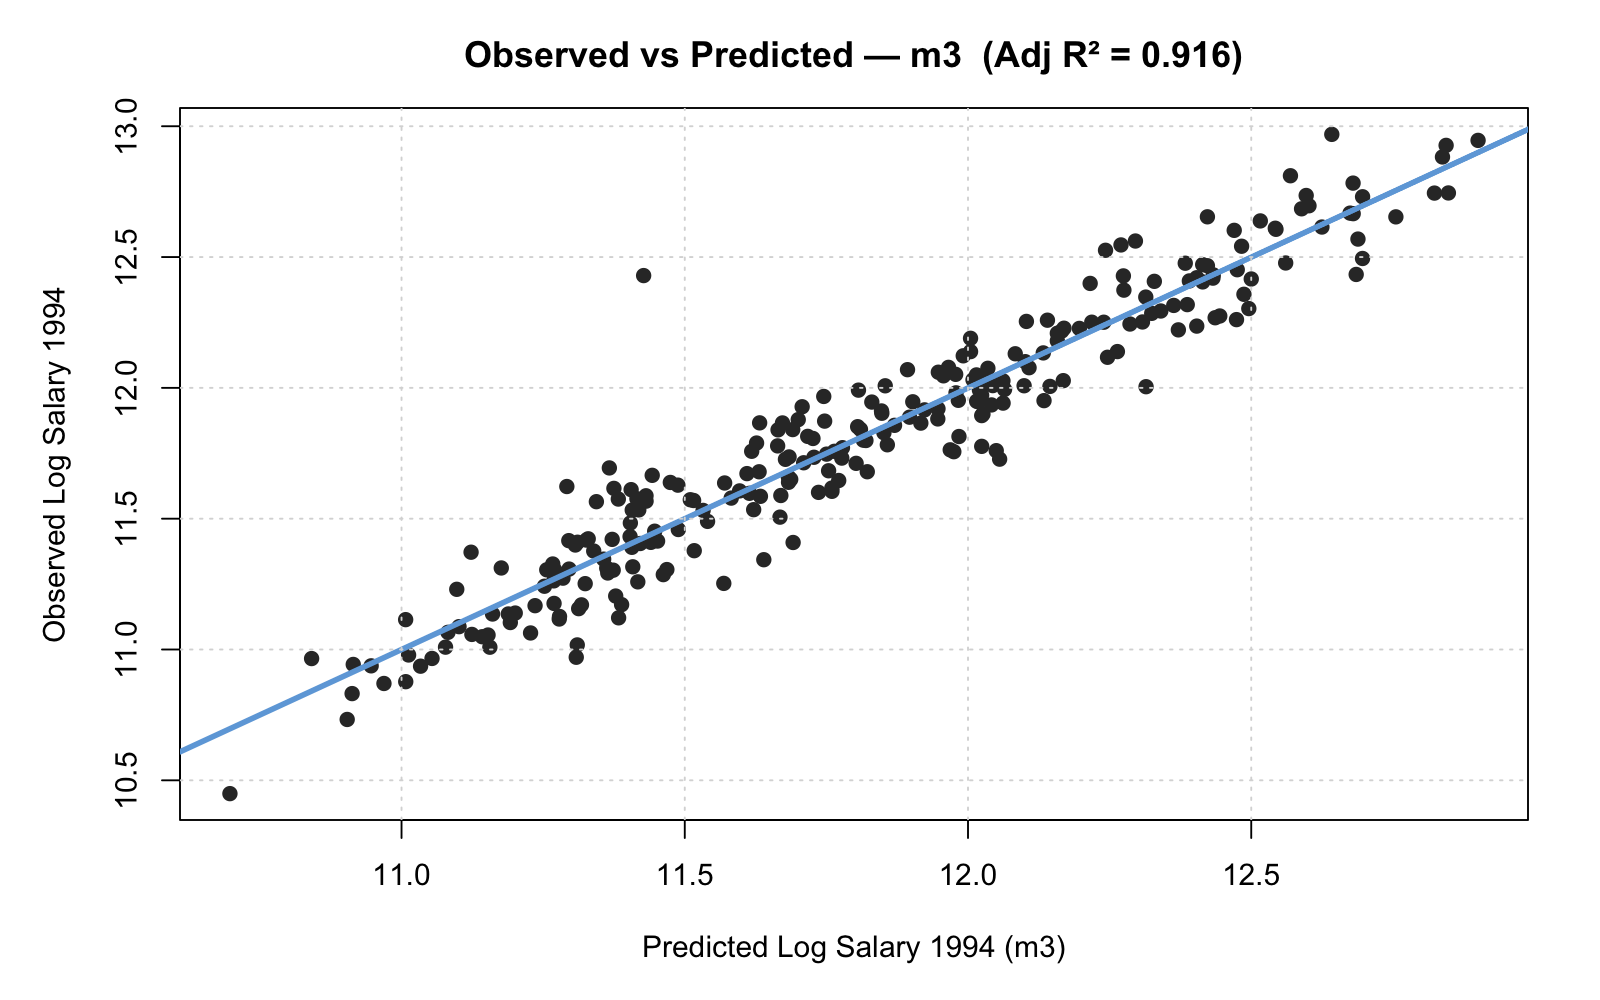 Observed vs Predicted — m3  (Adj R² = 0.916)
13.0
12.5
12.0
11.5
11.0
10.5
Observed Log Salary 1994
11.0 11.5 12.0 12.5
Predicted Log Salary 1994 (m3)